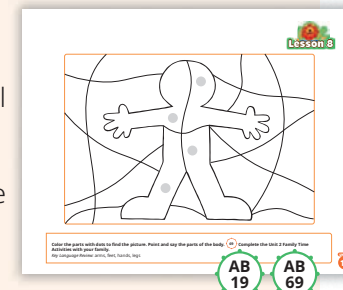 l
e
Lesson 8
Color the parts with dots to find the picture. Point and say the parts of the body. 69 Complete the Unit 2 Family Time
Activities with your family.
Key Language Review: arms, feet, hands, legs
AB
19
AB
69